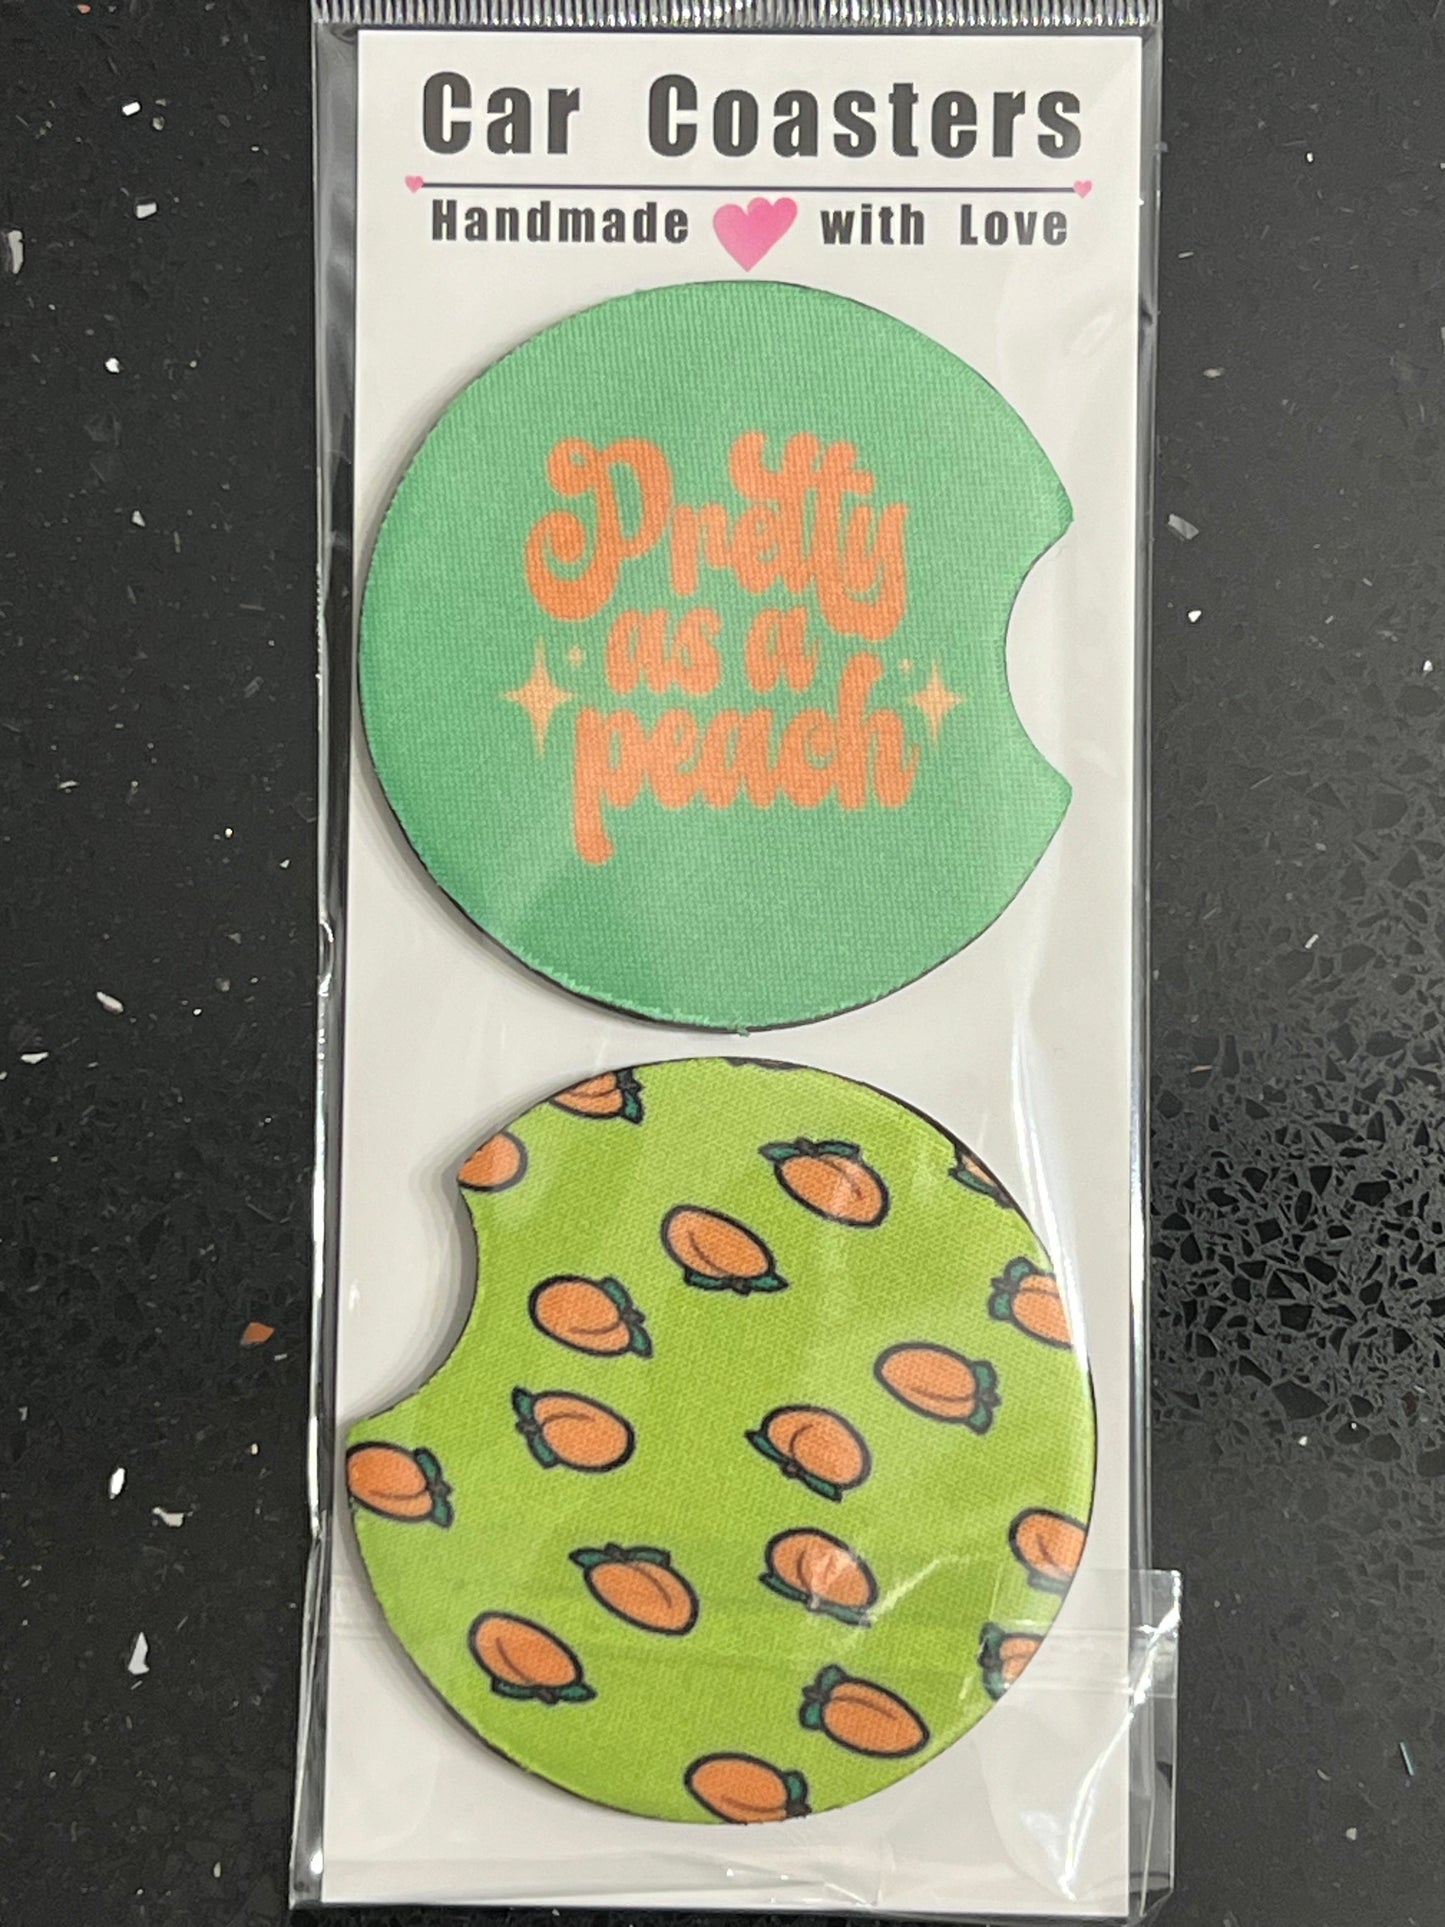 Car Coasters
Handmade with Love
Pretty
as a
peach